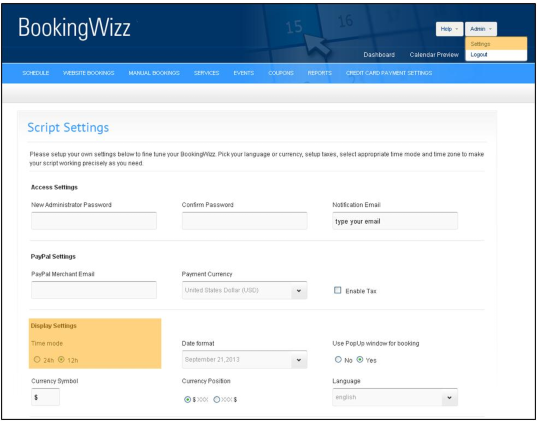 BookingWizz
15
16
Help
Admin
Settings
Logout
Dashboard
Calendar Preview
SCHEDULE
WEBSITE BOOKINGS
MANUAL BOOKINGS
SERVICES
EVENTS
COUPONS
REPORTS
CREDIT CARD PAYMENT SETTINGS
Script Settings
Please setup your own settings below to fine tune your BookingWizz. Pick your language or currency, setup taxes, select appropriate time mode and time zone to make
your script working precisely as you need.
Access Settings
New Administrator Password
Confirm Password
Notification Email
type your email
PayPal Settings
PayPal Merchant Email
Payment Currency
United States Dollar (USD)
Enable Tax
Display Settings
Time mode
Date format
Use PopUp window for booking
24h 12h
September 21,2013
No Yes
Currency Symbol
Currency Position
Language
$
$ XXX XXX $
english